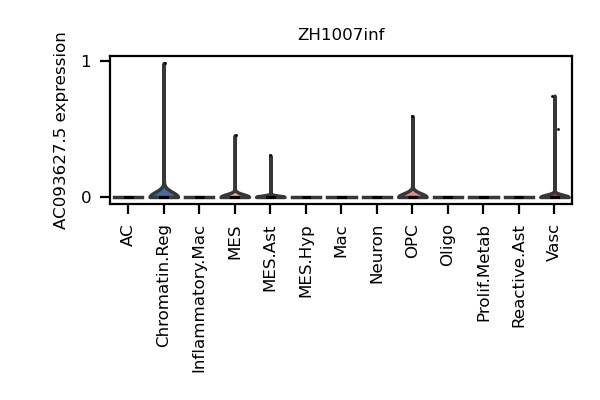 ZH1007inf
AC093627.5 expression
1
0
AC
Chromatin.Reg
Inflammatory.Mac
MES
MES.Ast
MES.Hyp
Mac
Neuron
OPC
Oligo
Prolif.Metab
Reactive.Ast
Vasc